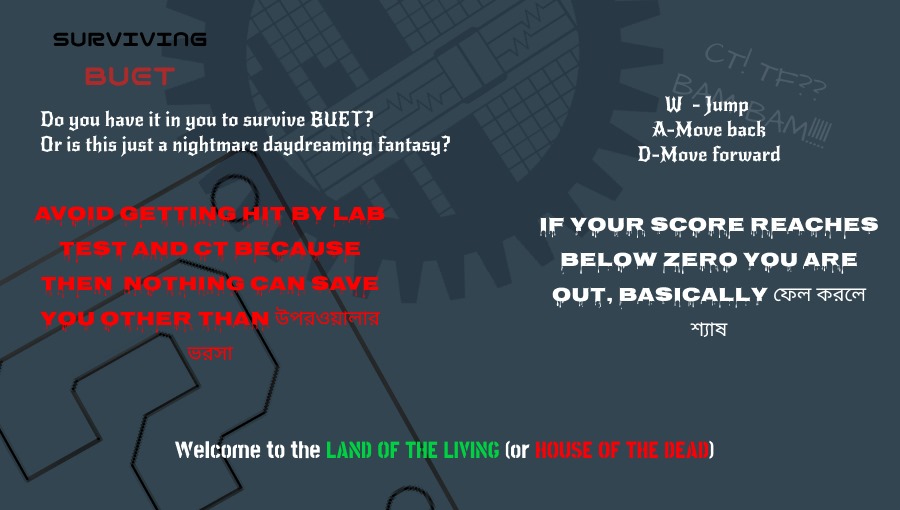 SURVIVING
BUET
Do you have it in you to survive BUET?
Or is this just a nightmare daydreaming fantasy?
CT! TF??
BAM BAM!!!!!
W - Jump
A-Move back
D-Move forward
AVOID GETTING HIT BY LAB
TEST AND CT BECAUSE
THEN NOTHING CAN SAVE
YOU OTHER THAN উপরওয়ালার
ভরসা
IF YOUR SCORE REACHES
BELOW ZERO YOU ARE
OUT, BASICALLY ফেল করলে
শ্যাষ
Welcome to the LAND OF THE LIVING (or HOUSE OF THE DEAD)